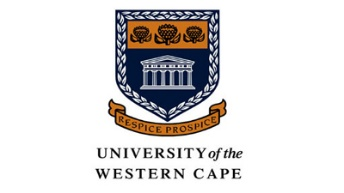 RESPICE PROSPICE
UNIVERSITY of the
WESTERN CAPE